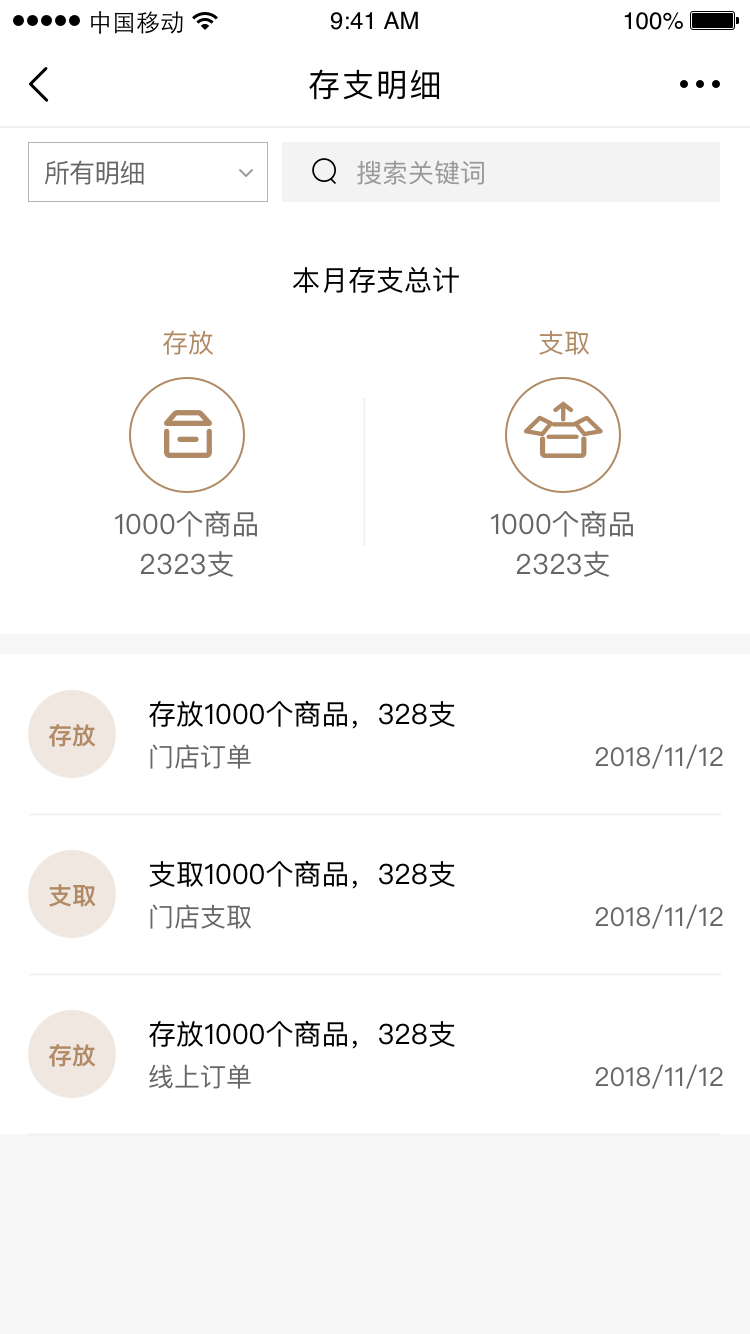 中国移动 9:41 AM 100%
存支明细
所有明细 搜索关键词
本月存支总计
存放 支取
1000个商品 1000个商品
2323支 2323支
存放1000个商品，328支
存放
门店订单 2018/11/12
支取1000个商品，328支
支取
门店支取 2018/11/12
存放1000个商品，328支
存放
线上订单 2018/11/12